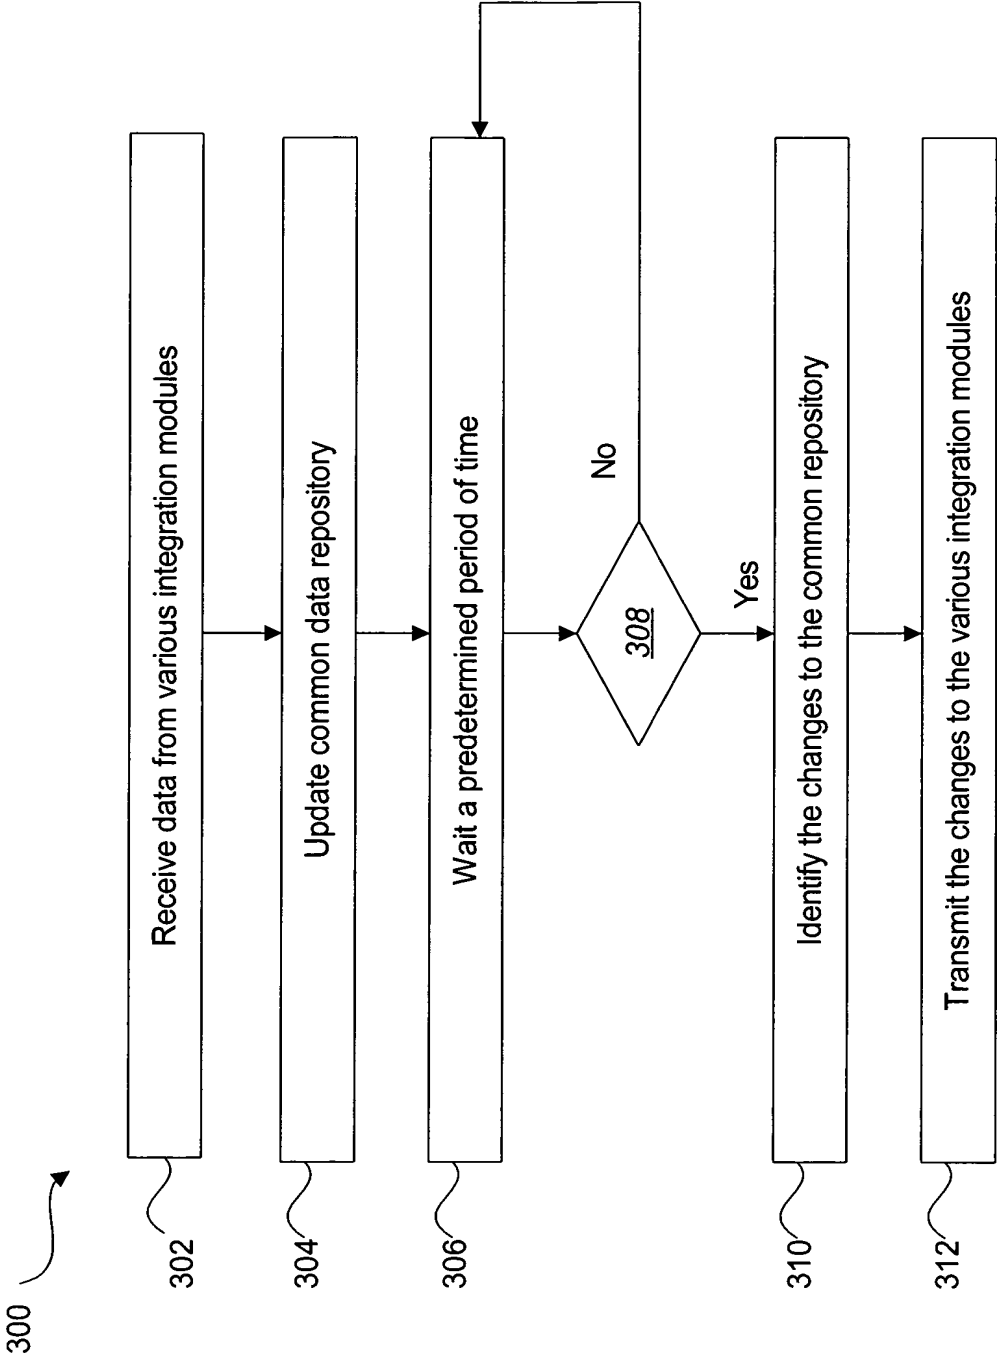 300
302
Receive data from various integration modules
304
Update common data repository
306
Wait a predetermined period of time
308
No
Yes
310
Identify the changes to the common repository
312
Transmit the changes to the various integration modules